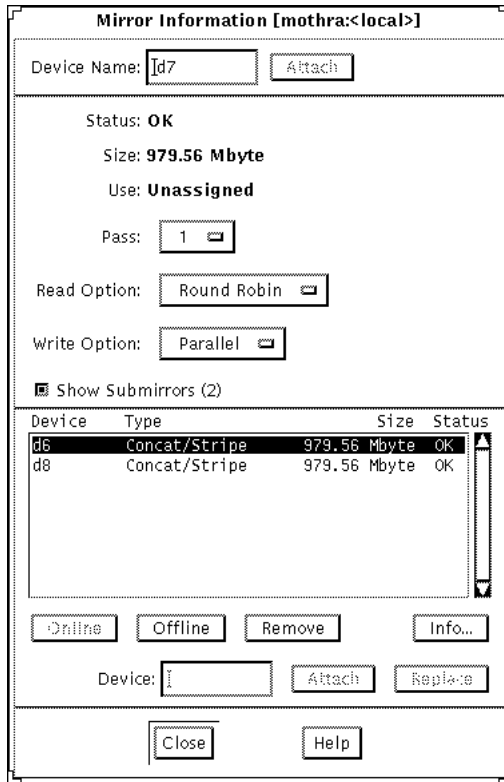 Mirror Information [mothra:<local>]
Device Name: d7 Attach
Status: OK
Size: 979.56 Mbyte
Use: Unassigned
Pass: 1
Read Option: Round Robin
Write Option: Parallel
Show Submirrors (2)
Device Type Size Status
d6 Concat/Stripe 979.56 Mbyte OK
d8 Concat/Stripe 979.56 Mbyte OK
Online Offline Remove Info...
Device: Attach Replace
Close Help